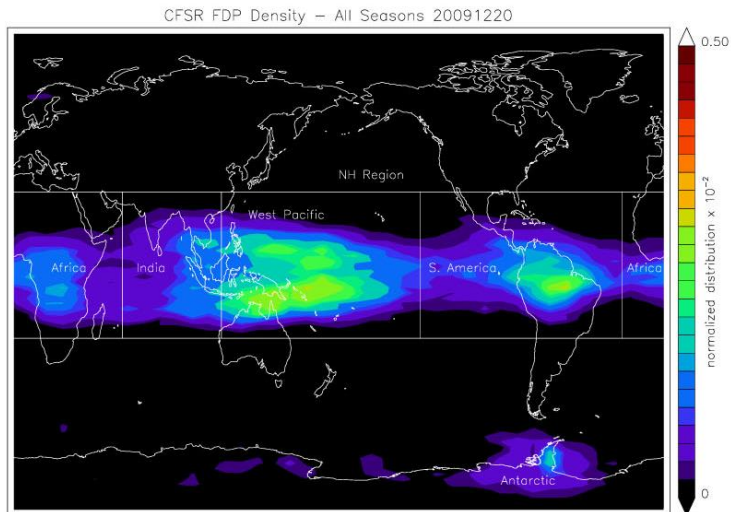 CFSR FDP Density – All Seasons 20091220
0.50
NH Region
West Pacific
Africa
India
S. America
Africa
normalized distribution x 10⁻²
Antarctic
0